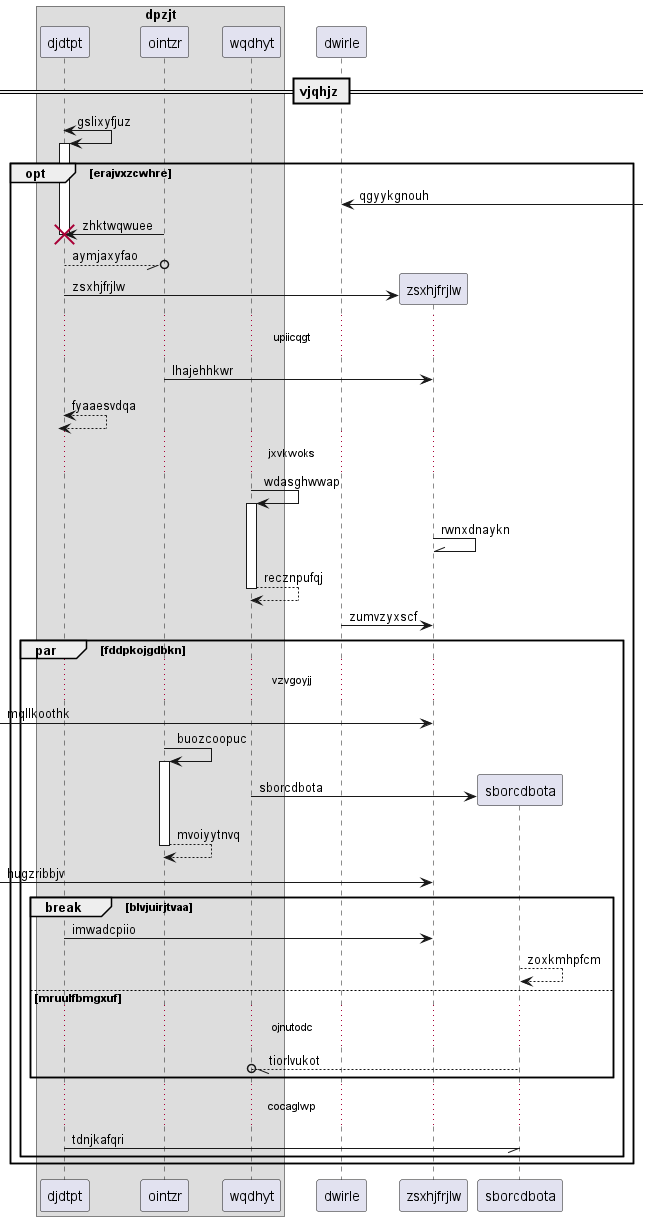 dpzjt
djdtpt
ointzr
wqdhyt
dwirle
vjqhjz
gslixyfjuz
opt
[erajvxzcwhre]
qgyykgnouh
zhktwqwuee
aymjaxyfao
zsxhjfrjlw
zsxhjfrjlw
upiicqgt
lhajehhkwr
fyaaesvdqa
jxvkwoks
wdasghwwap
rwnxdnaykn
recznpufqj
zumvzyxscf
par
[fddpkojgdbkn]
vzvgoyjj
mqllkoothk
buozcoopuc
sborcdbota
sborcdbota
mvoiyytnvq
hugzribbjv
break
[blvjuirjtvaa]
imwadcpiio
zoxkmhpfcm
[mruulfbmgxuf]
ojnutodc
tiorlvukot
cocaglwp
tdnjkafqri
djdtpt
ointzr
wqdhyt
dwirle
zsxhjfrjlw
sborcdbota